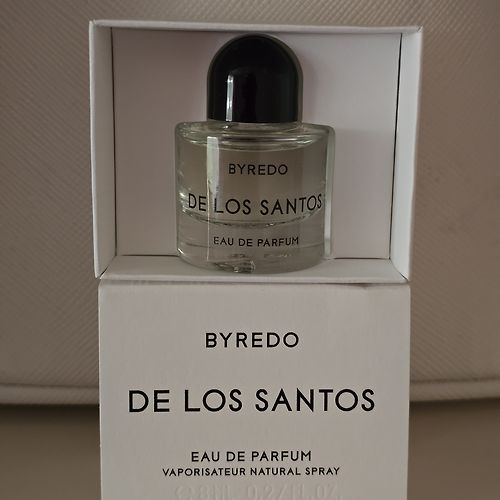 BYREDO
DE LOS SANTOS
EAU DE PARFUM
BYREDO
DE LOS SANTOS
EAU DE PARFUM
VAPORISATEUR NATURAL SPRAY